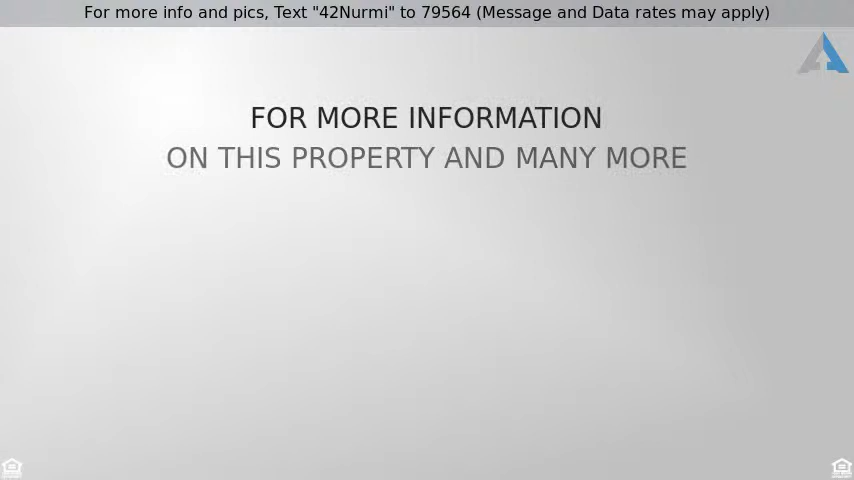 For more info and pics, Text "42Nurmi" to 79564 (Message and Data rates may apply)
FOR MORE INFORMATION
ON THIS PROPERTY AND MANY MORE